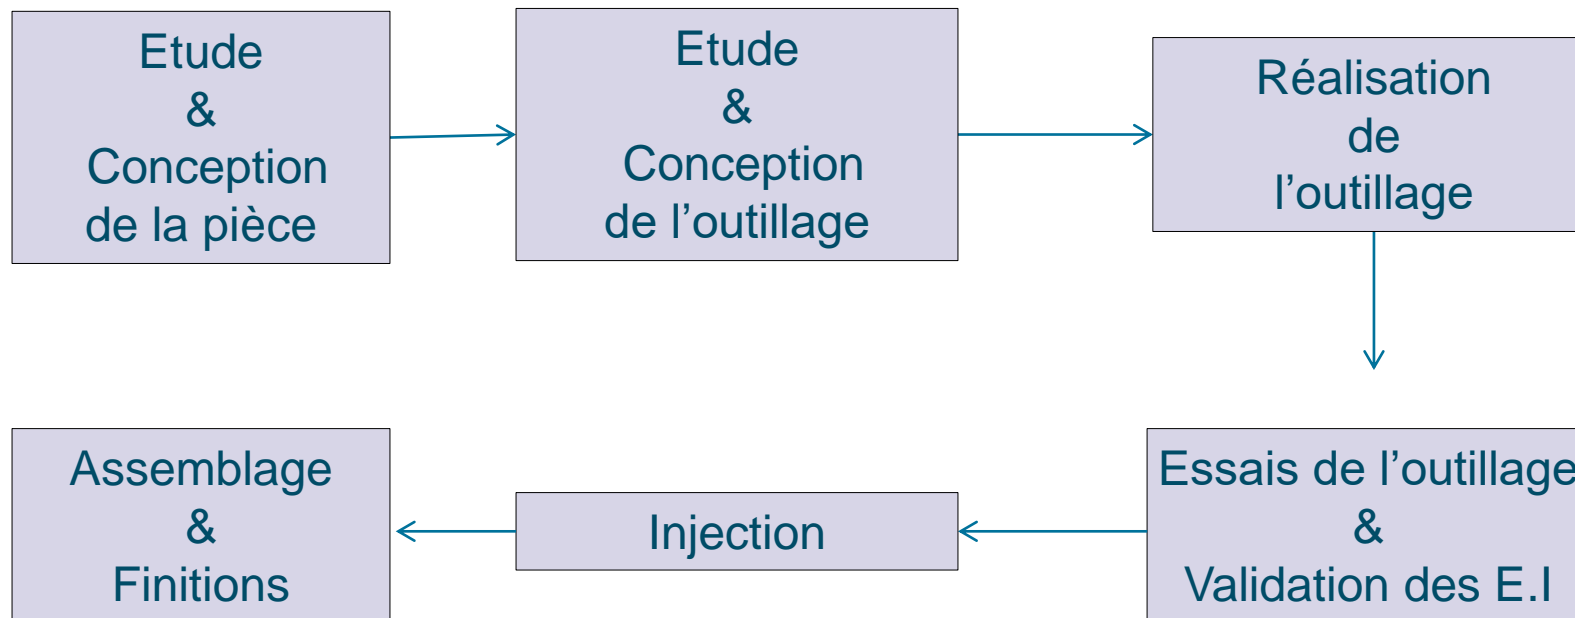 Etude
&
Conception
de la pièce
Etude
&
Conception
de l’outillage
Réalisation
de
l’outillage
Essais de l’outillage
&
Validation des E.I
Injection
Assemblage
&
Finitions